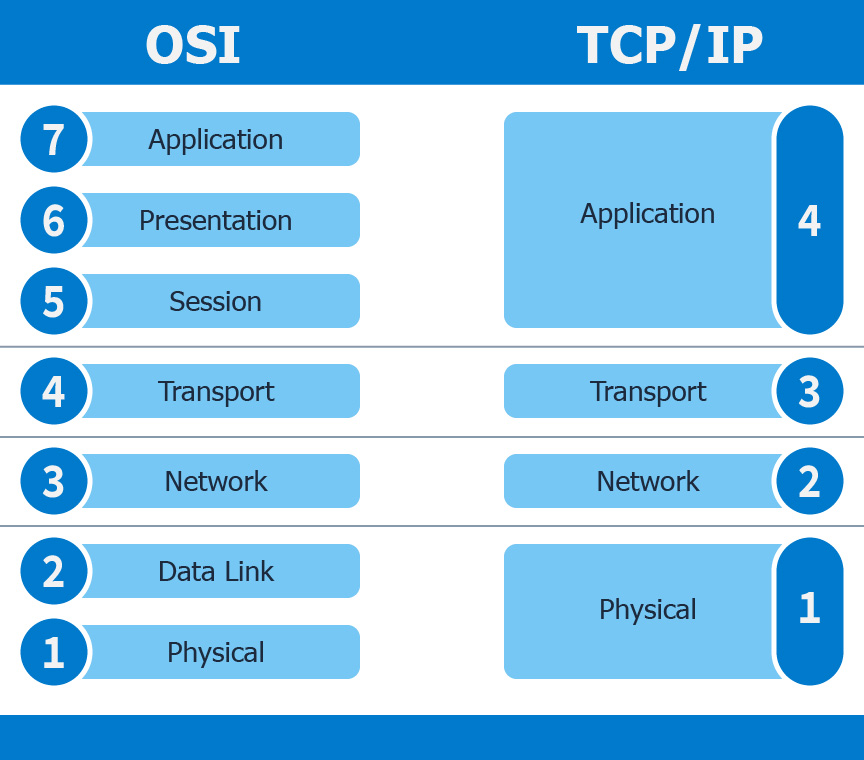 OSI
TCP/IP
7 Application
6 Presentation
5 Session
Application 4
4 Transport
Transport 3
3 Network
Network 2
2 Data Link
1 Physical
Physical 1